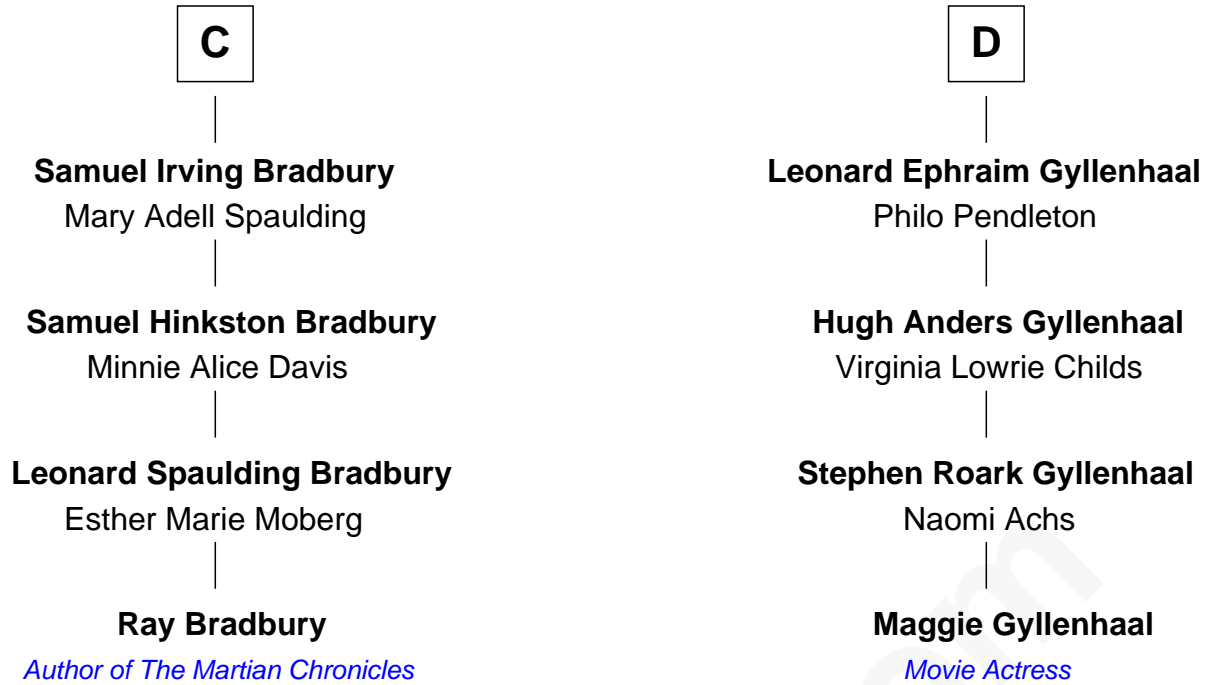 C
Samuel Irving Bradbury
Mary Adell Spaulding
Samuel Hinkston Bradbury
Minnie Alice Davis
Leonard Spaulding Bradbury
Esther Marie Moberg
Ray Bradbury
Author of The Martian Chronicles
D
Leonard Ephraim Gyllenhaal
Philo Pendleton
Hugh Anders Gyllenhaal
Virginia Lowrie Childs
Stephen Roark Gyllenhaal
Naomi Achs
Maggie Gyllenhaal
Movie Actress